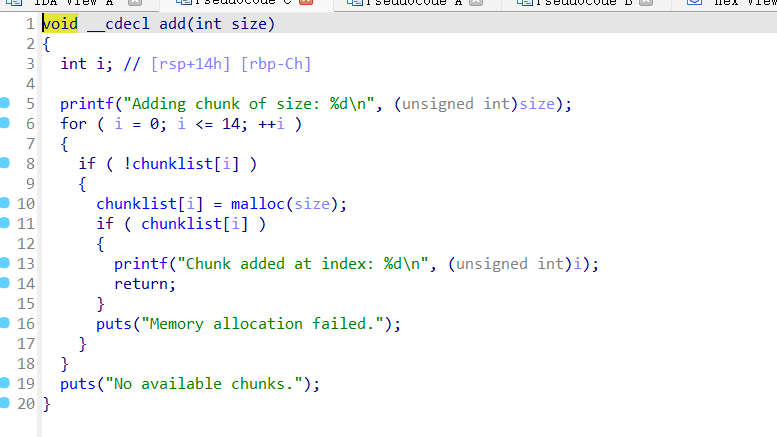 IDA View A Pseudocode C Pseudocode A Pseudocode B Hex View
1 void __cdecl add(int size)
2 {
3 int i; // [rsp+14h] [rbp-Ch]
4
5 printf("Adding chunk of size: %d\n", (unsigned int)size);
6 for ( i = 0; i <= 14; ++i )
7 {
8 if ( !chunklist[i] )
9 {
10 chunklist[i] = malloc(size);
11 if ( chunklist[i] )
12 {
13 printf("Chunk added at index: %d\n", (unsigned int)i);
14 return;
15 }
16 puts("Memory allocation failed.");
17 }
18 }
19 puts("No available chunks.");
20 }